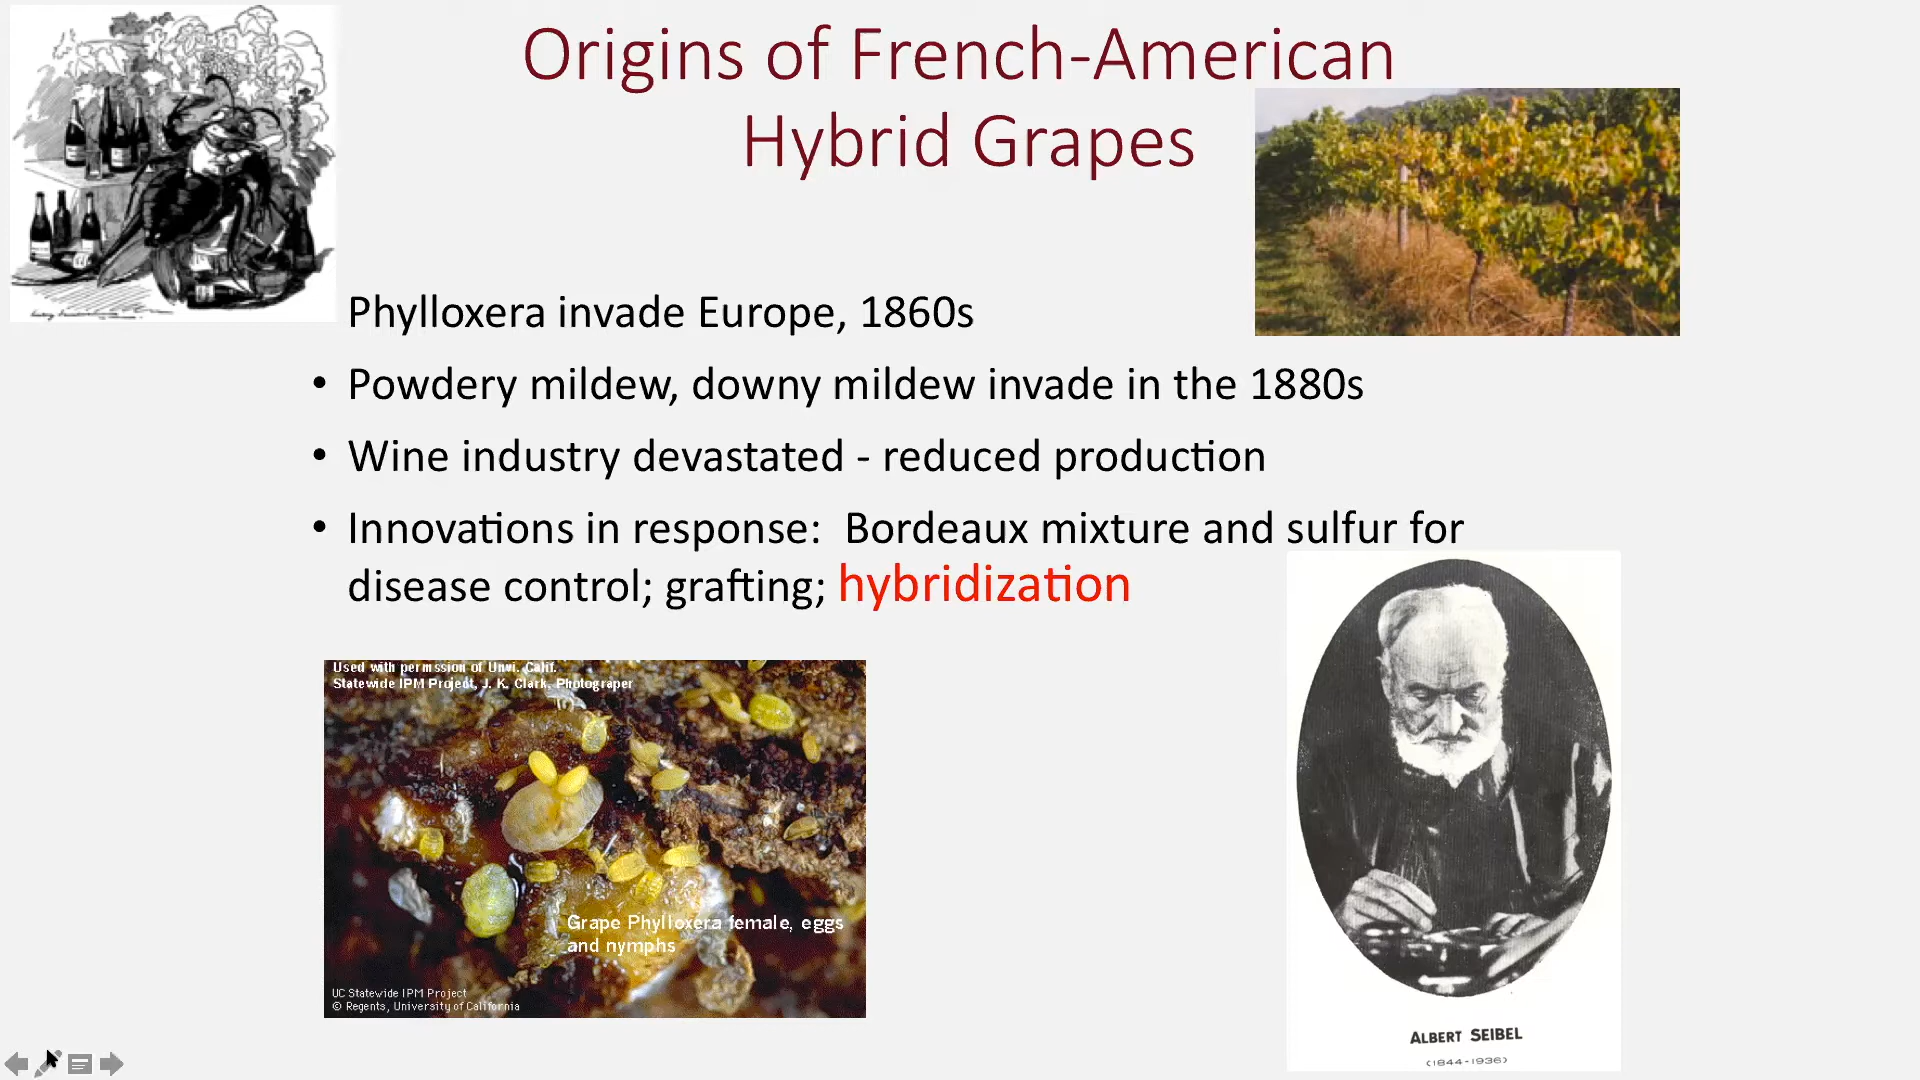 Origins of French-American
Hybrid Grapes
Phylloxera invade Europe, 1860s
• Powdery mildew, downy mildew invade in the 1880s
• Wine industry devastated - reduced production
• Innovations in response:  Bordeaux mixture and sulfur for
disease control; grafting; hybridization
Used with permssion of Unvi. Calif.
Statewide IPM Project, J. K. Clark, Photograper
Grape Phylloxera female, eggs
and nymphs
UC Statewide IPM Project
© Regents, University of California
ALBERT SEIBEL
(1844-1936)